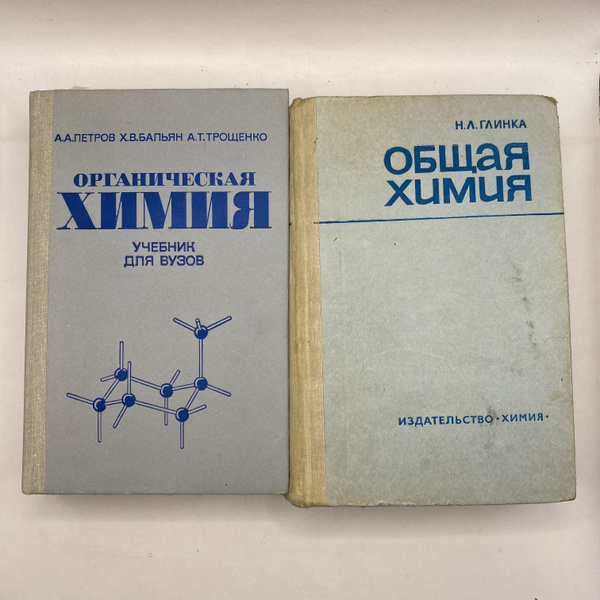 А.А.ПЕТРОВ Х.В.БАЛЬЯН А.Т.ТРОЩЕНКО
ОРГАНИЧЕСКАЯ
ХИМИЯ
УЧЕБНИК
ДЛЯ ВУЗОВ
Н.Л.ГЛИНКА
ОБЩАЯ
ХИМИЯ
ИЗДАТЕЛЬСТВО·ХИМИЯ·